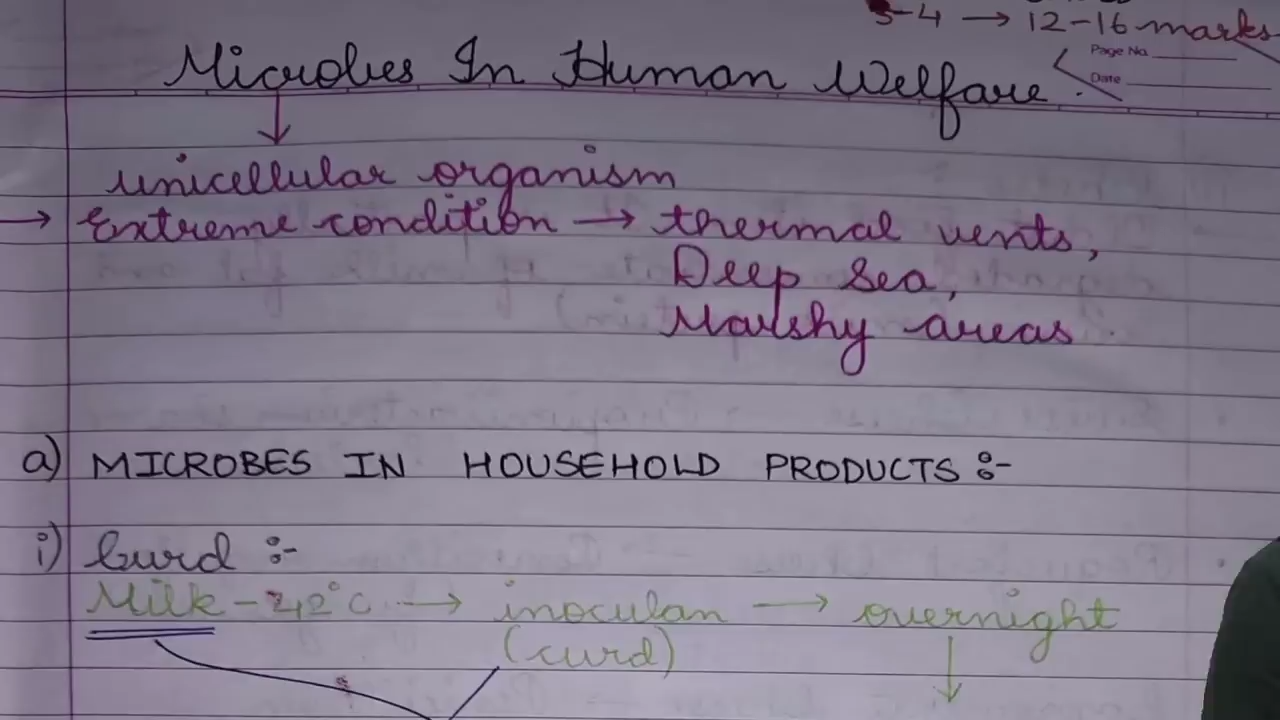 3-4 → 12-16 marks
Microbes In Human Welfare.
Page No.
Date
↓
unicellular organism
→ Extreme condition → thermal vents,
Deep Sea,
Marshy areas.
a) MICROBES IN HOUSEHOLD PRODUCTS :-
i) Curd :-
Milk - 42°C → inoculan → overnight
(curd) ↓